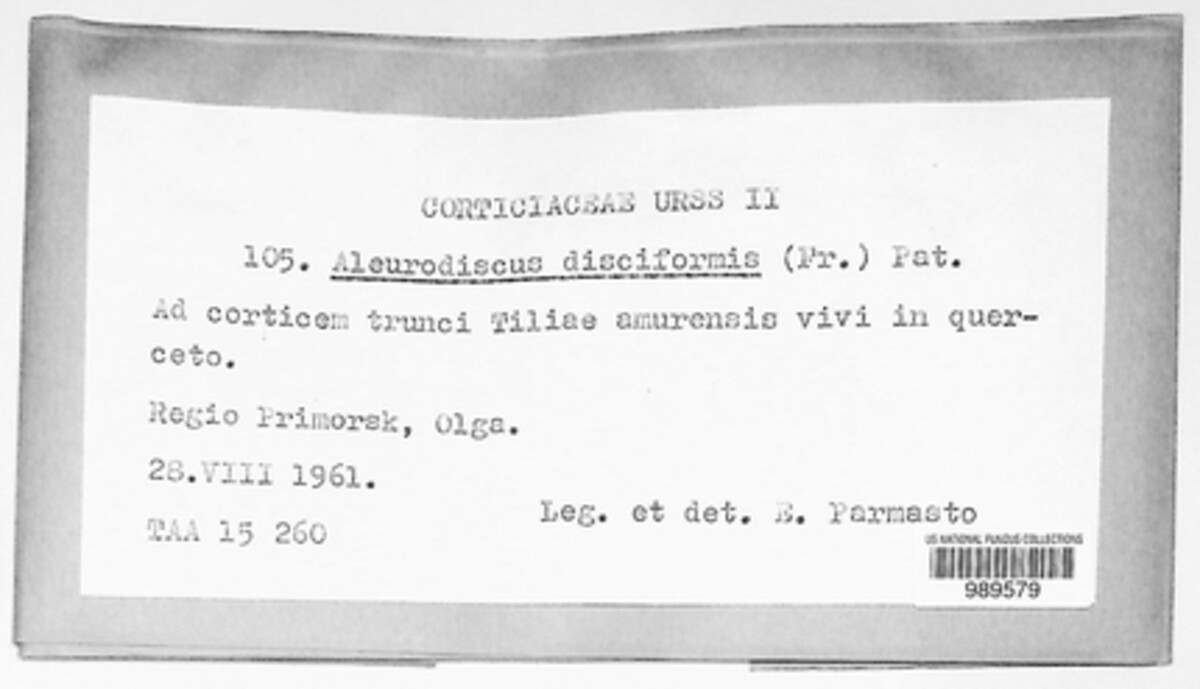 CORTICIACEAE URSS II
105. Aleurodiscus disciformis (Fr.) Pat.
Ad corticem trunci Tiliae amurensis vivi in quer-
ceto.
Regio Primorsk, Olga.
28.VIII 1961.
Leg. et det. E. Parmasto
TAA 15 260
US NATIONAL FUNGUS COLLECTIONS
989579